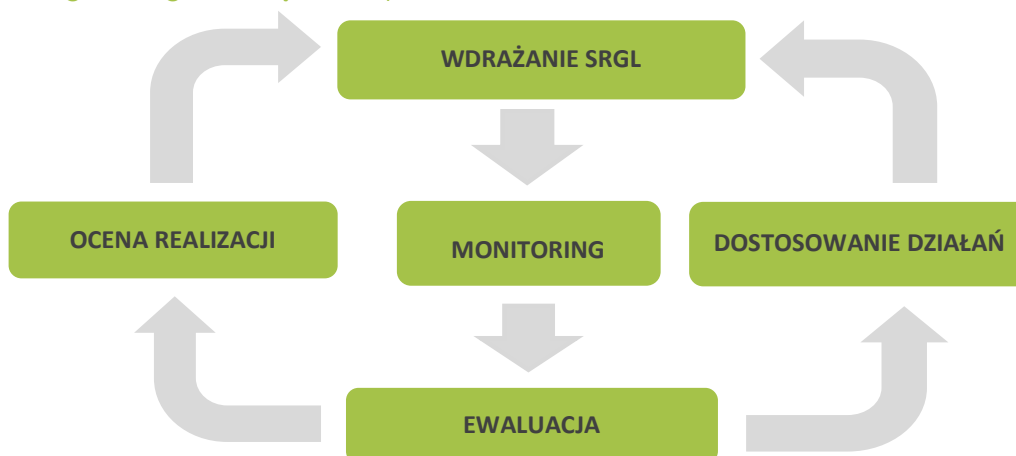 WDRAŻANIE SRGL
OCENA REALIZACJI
MONITORING
DOSTOSOWANIE DZIAŁAŃ
EWALUACJA